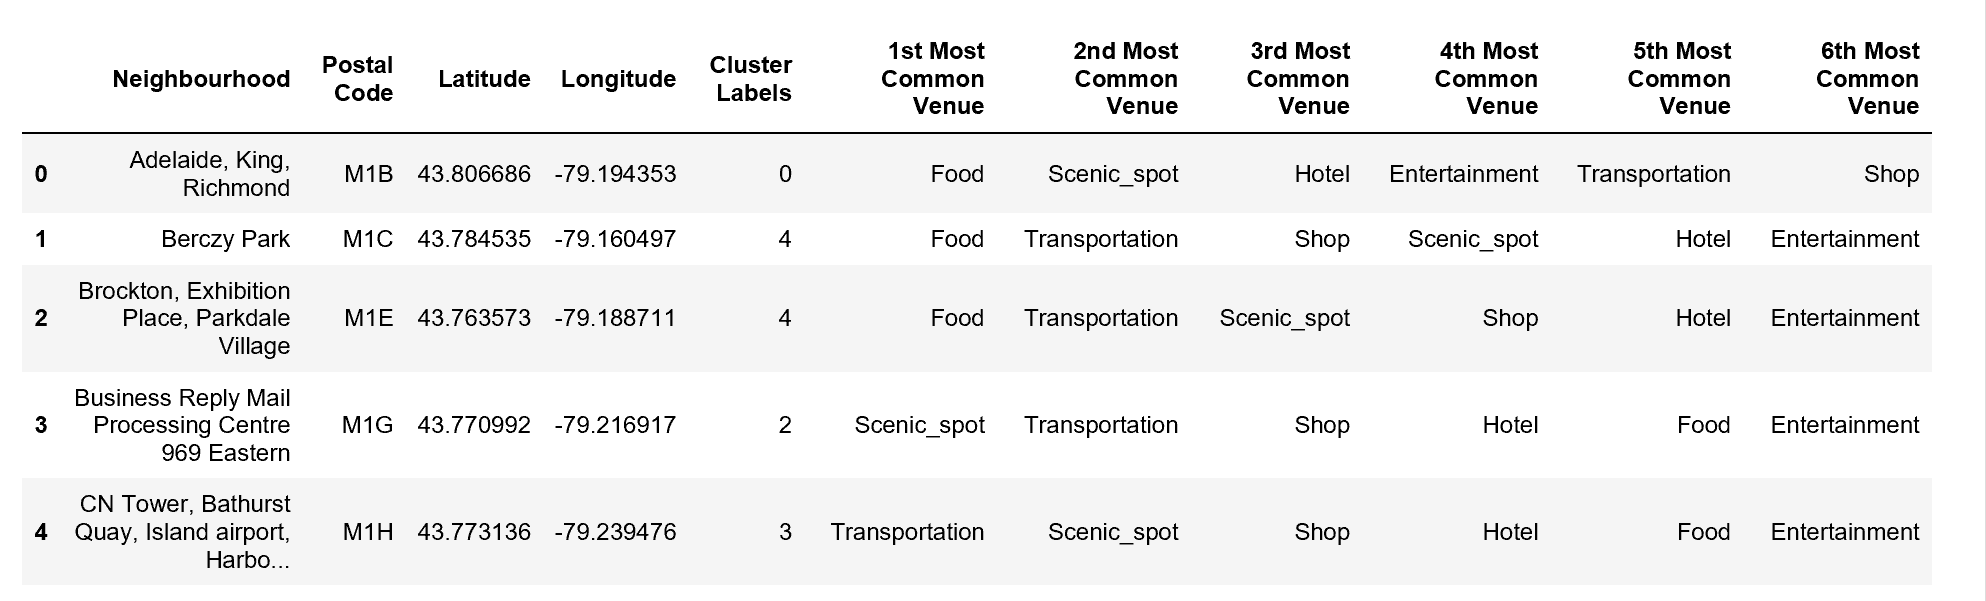 Neighbourhood Postal Code Latitude Longitude Cluster Labels 1st Most Common Venue 2nd Most Common Venue 3rd Most Common Venue 4th Most Common Venue 5th Most Common Venue 6th Most Common Venue
0 Adelaide, King, Richmond M1B 43.806686 -79.194353 0 Food Scenic_spot Hotel Entertainment Transportation Shop
1 Berczy Park M1C 43.784535 -79.160497 4 Food Transportation Shop Scenic_spot Hotel Entertainment
2 Brockton, Exhibition Place, Parkdale Village M1E 43.763573 -79.188711 4 Food Transportation Scenic_spot Shop Hotel Entertainment
3 Business Reply Mail Processing Centre 969 Eastern M1G 43.770992 -79.216917 2 Scenic_spot Transportation Shop Hotel Food Entertainment
4 CN Tower, Bathurst Quay, Island airport, Harbo... M1H 43.773136 -79.239476 3 Transportation Scenic_spot Shop Hotel Food Entertainment